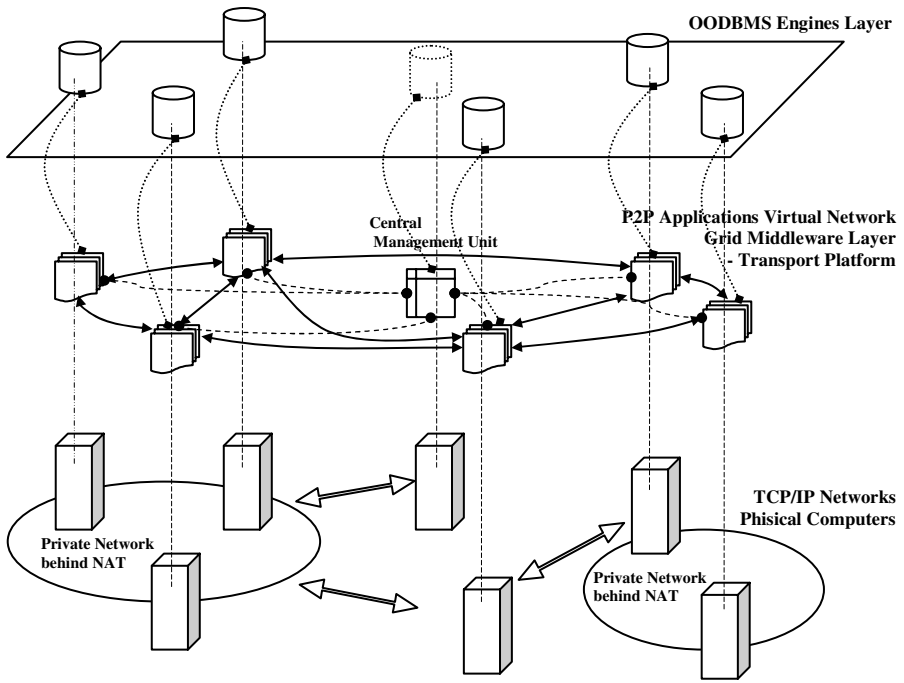 OODBMS Engines Layer
P2P Applications Virtual Network
Grid Middleware Layer
- Transport Platform
Central
Management Unit
TCP/IP Networks
Phisical Computers
Private Network
behind NAT
Private Network
behind NAT